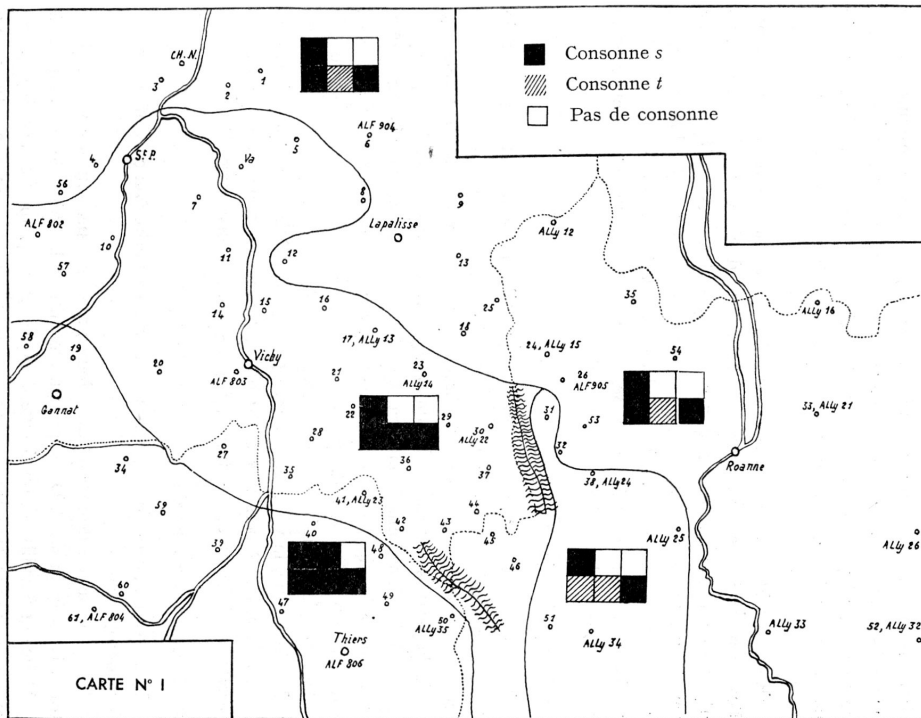 Consonne s
Consonne t
Pas de consonne
CH. N.
3
2
1
ALF 904
6
5
4
St. P.
Va
56
7
8
9
ALF 802
Lapalisse
Ally 12
10
11
12
13
57
25
35
Ally 16
14
15
16
17, Ally 13
18
58
19
24, Ally 15
54
20
Vichy
ALF 803
23
Ally 14
21
26
ALF 905
Gannat
22
29
31
53
33, Ally 21
30
Ally 22
28
27
32
Roanne
34
35
36
37
38, Ally 24
41, Ally 23
59
40
42
43
44
45
Ally 25
Ally 26
39
48
46
60
61, ALF 804
47
49
50
Ally 35
51
Ally 34
Ally 33
52, Ally 32
Thiers
ALF 806
CARTE N° I